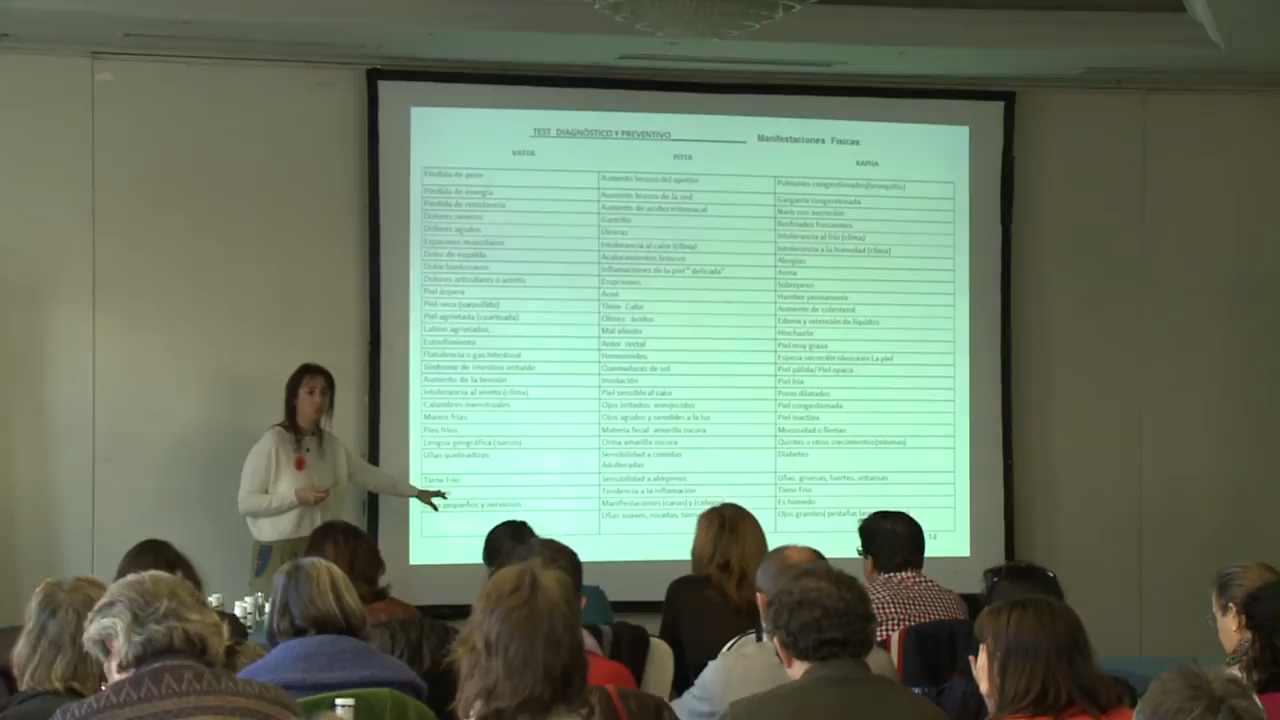 TEST DIAGNÓSTICO Y PREVENTIVO Manifestaciones Físicas:
VATTA PITTA KAPHA
Pérdida de peso Aumento brusco del apetito Pulmones congestionados(bronquitis)
Pérdida de energía Aumento brusco de la sed Garganta congestionada
Perdida de resistencia Aumento de acidez estomacal Nariz con secreción
Dolores severos Gastritis Resfriados frecuentes
Dolores agudos Ulceras Intolerancia al frío (clima)
Espasmos musculares Intolerancia al calor (clima) Intolerancia a la humedad (clima)
Dolor de espalda Acaloramientos bruscos Alergias
Dolor lumbosacro Inflamaciones de la piel "delicada" Asma
Dolores articulares o artritis Erupciones Sobrepeso
Piel áspera Acné Hambre permanente
Piel seca (sarpullido) Tiene Calor Aumento de colesterol
Piel agrietada (cuarteada) Olores ácidos Edema y retención de líquidos
Labios agrietados Mal aliento Hinchazón
Estreñimiento Ardor rectal Piel muy grasa
Flatulencia o gas intestinal Hemorroides Espesa secreción oleosa en La piel
Síndrome de intestino irritable Quemaduras de sol Piel pálida/ Piel opaca
Aumento de la tensión Insolación Piel fría
Intolerancia al viento (clima) Piel sensible al calor Poros dilatados
Calambres menstruales Ojos irritados- enrojecidos Piel congestionada
Manos frías Ojos agudos y sensibles a la luz Piel inactiva
Pies fríos Materia fecal amarilla oscura Mucosidad o flemas
Lengua geográfica (surcos) Orina amarilla oscura Quistes u otros crecimientos(miomas)
Uñas quebradizas Sensibilidad a comidas Diabetes
Adulteradas
Tiene Frío Sensibilidad a alérgenos Uñas gruesas, fuertes, untuosas
Tendencia a la inflamación Tiene Frío
pequeños y nerviosos Manifestaciones (canas) y (calvicie Es húmedo
Uñas suaves, rosadas, Ojos grandes( pestañas
14